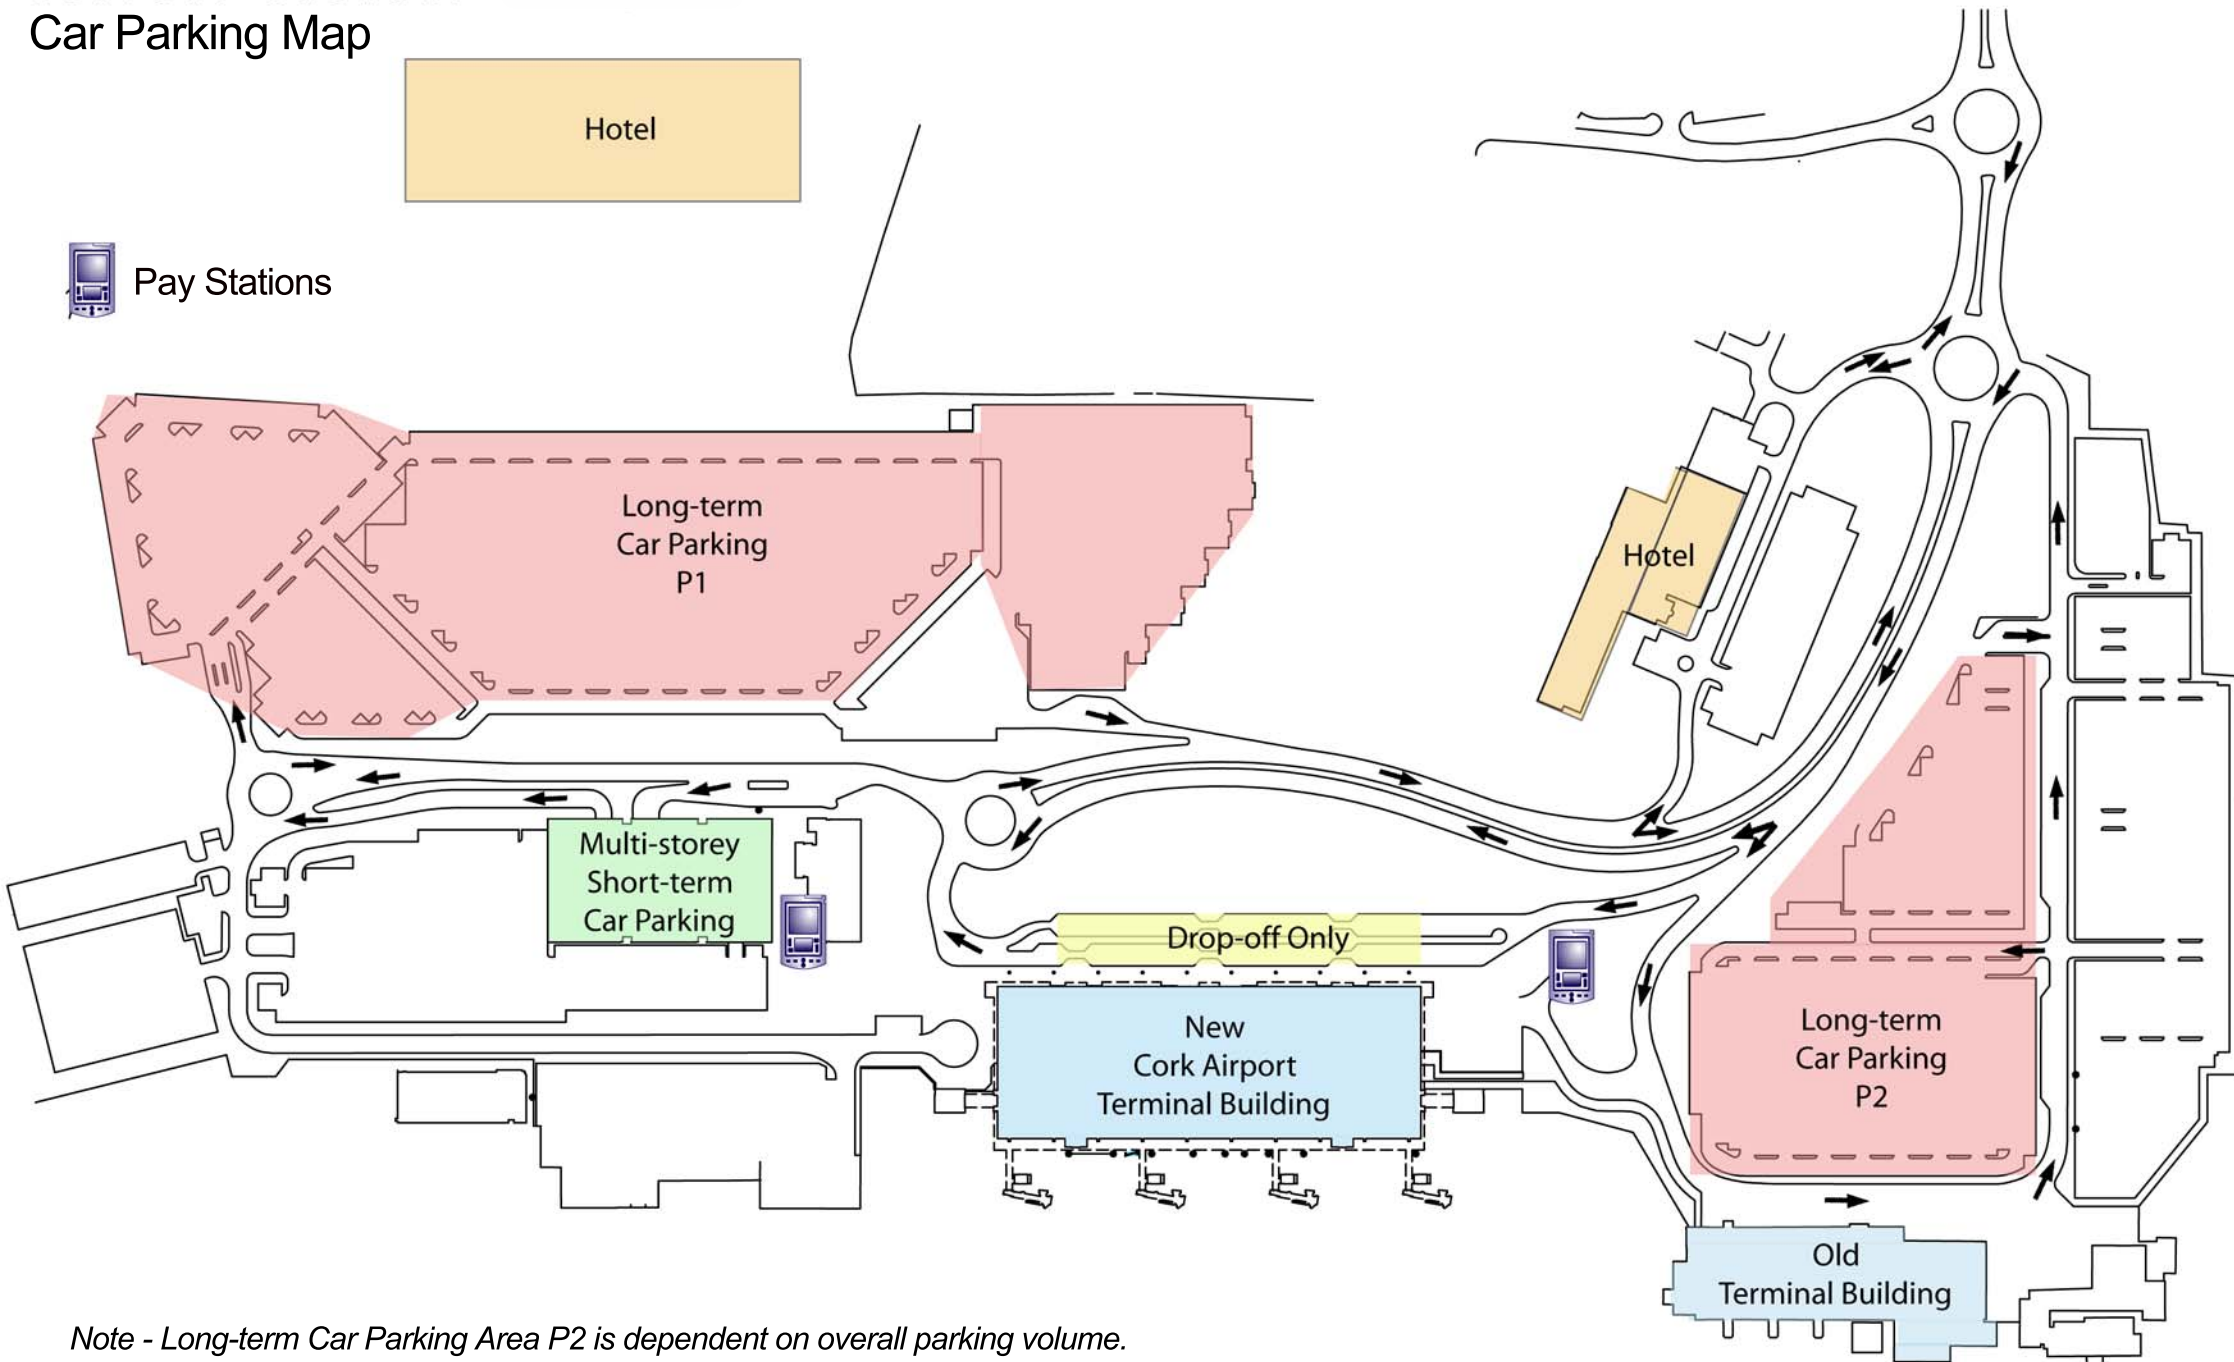 Car Parking Map
Hotel
Pay Stations
Long-term
Car Parking
P1
Hotel
Multi-storey
Short-term
Car Parking
Drop-off Only
New
Cork Airport
Terminal Building
Long-term
Car Parking
P2
Old
Terminal Building
Note - Long-term Car Parking Area P2 is dependent on overall parking volume.